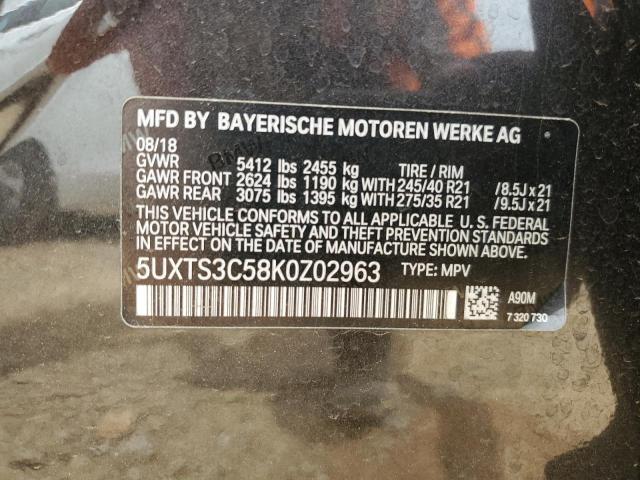 MFD BY BAYERISCHE MOTOREN WERKE AG
08/18
GVWR 5412 lbs 2455 kg TIRE / RIM
GAWR FRONT 2624 lbs 1190 kg WITH 245/40 R21 /8.5J x 21
GAWR REAR 3075 lbs 1395 kg WITH 275/35 R21 /9.5J x 21
THIS VEHICLE CONFORMS TO ALL APPLICABLE U. S. FEDERAL
MOTOR VEHICLE SAFETY, BUMPER, AND THEFT PREVENTION
STANDARDS IN EFFECT ON THE DATE OF MANUFACTURE SHOWN ABOVE.
5UXTS3C58K0Z02963 TYPE: MPV
A90M
7 320 730